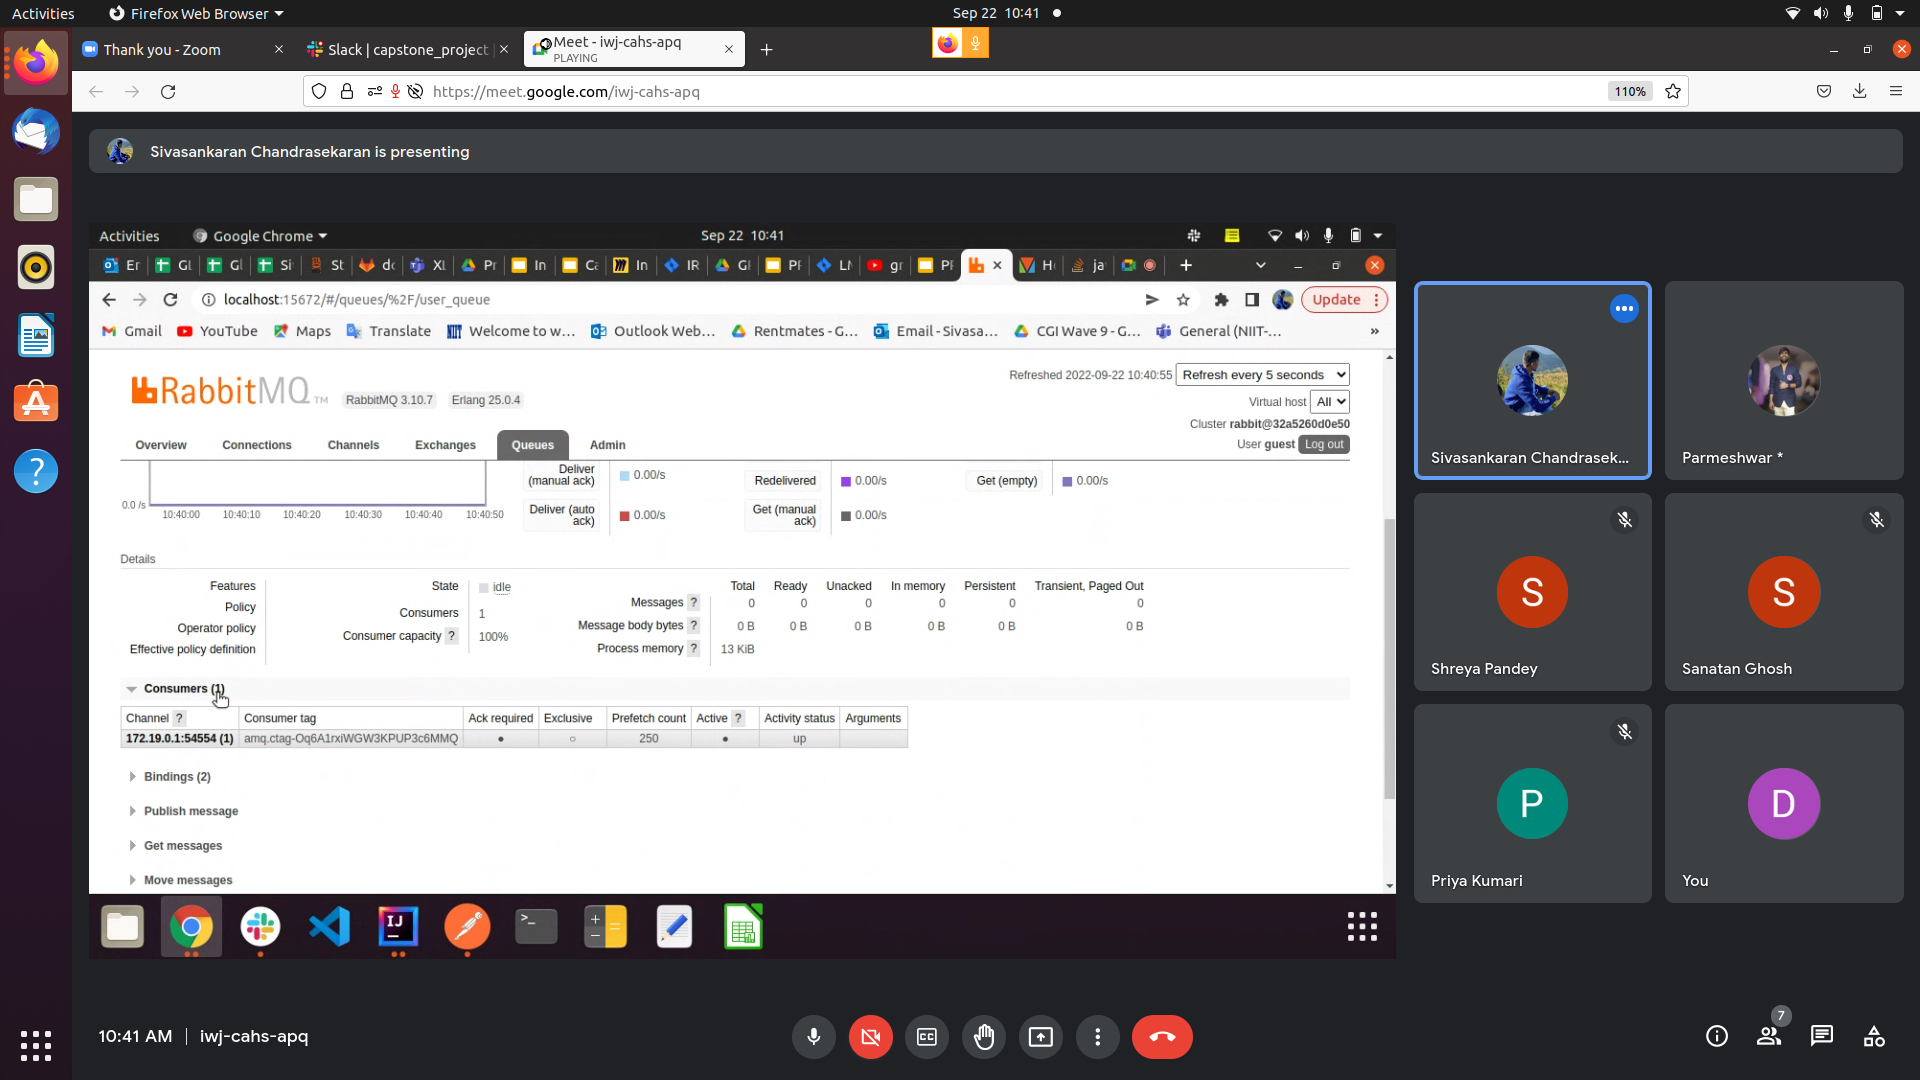 Activities
Firefox Web Browser
Sep 22 10:41
Thank you - Zoom
Slack | capstone_project
Meet - iwj-cahs-apq
PLAYING
https://meet.google.com/iwj-cahs-apq
110%
Sivasankaran Chandrasekaran is presenting
Activities
Google Chrome
Sep 22 10:41
Er
GL
Gl
Si
St
dc
XL
Pr
In
Ca
In
IR
GI
PF
LM
gr
PF
H
ja
localhost:15672/#/queues/%2F/user_queue
Update
Gmail
YouTube
Maps
Translate
Welcome to w...
Outlook Web...
Rentmates - G...
Email - Sivasa...
CGI Wave 9 - G...
General (NIIT-...
»
RabbitMQ TM
RabbitMQ 3.10.7
Erlang 25.0.4
Refreshed 2022-09-22 10:40:55
Refresh every 5 seconds
Virtual host All
Cluster rabbit@32a5260d0e50
User guest Log out
Overview
Connections
Channels
Exchanges
Queues
Admin
0.0 /s
10:40:00 10:40:10 10:40:20 10:40:30 10:40:40 10:40:50
Deliver (manual ack) 0.00/s
Redelivered 0.00/s
Get (empty) 0.00/s
Deliver (auto ack) 0.00/s
Get (manual ack) 0.00/s
Details
Features
Policy
Operator policy
Effective policy definition
State idle
Consumers 1
Consumer capacity ? 100%
Total Ready Unacked In memory Persistent Transient, Paged Out
Messages ? 0 0 0 0 0 0
Message body bytes ? 0 B 0 B 0 B 0 B 0 B 0 B
Process memory ? 13 KiB
Consumers (1)
Channel ? Consumer tag Ack required Exclusive Prefetch count Active ? Activity status Arguments
172.19.0.1:54554 (1) amq.ctag-Oq6A1rxiWGW3KPUP3c6MMQ ● ○ 250 ● up
Bindings (2)
Publish message
Get messages
Move messages
Sivasankaran Chandrasek...
Parmeshwar *
S
Shreya Pandey
S
Sanatan Ghosh
P
Priya Kumari
D
You
10:41 AM | iwj-cahs-apq
7